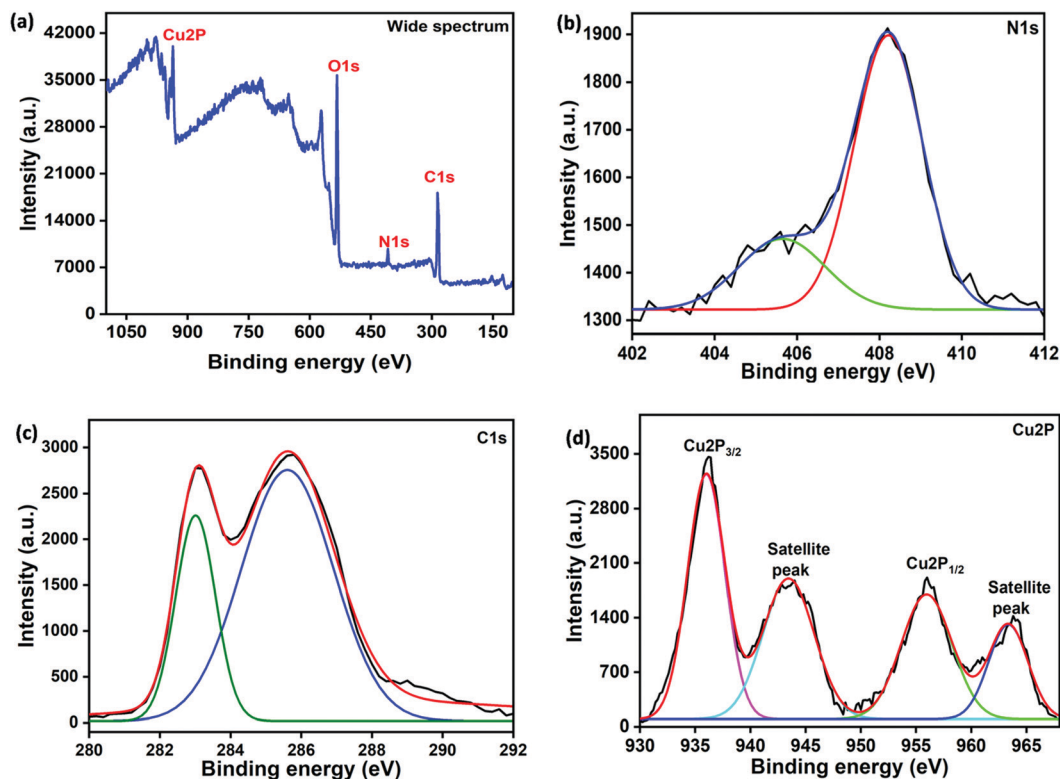 (a)
Wide spectrum
Cu2P
O1s
C1s
N1s
42000
35000
28000
21000
14000
7000
0
Intensity (a.u.)
1050 900 750 600 450 300 150
Binding energy (eV)
(b)
N1s
1900
1800
1700
1600
1500
1400
1300
Intensity (a.u.)
402 404 406 408 410 412
Binding energy (eV)
(c)
C1s
3000
2500
2000
1500
1000
500
0
Intensity (a.u.)
280 282 284 286 288 290 292
Binding energy (eV)
(d)
Cu2P
Cu2P3/2
Satellite
peak
Cu2P1/2
Satellite
peak
3500
2800
2100
1400
700
0
Intensity (a.u.)
930 935 940 945 950 955 960 965
Binding energy (eV)